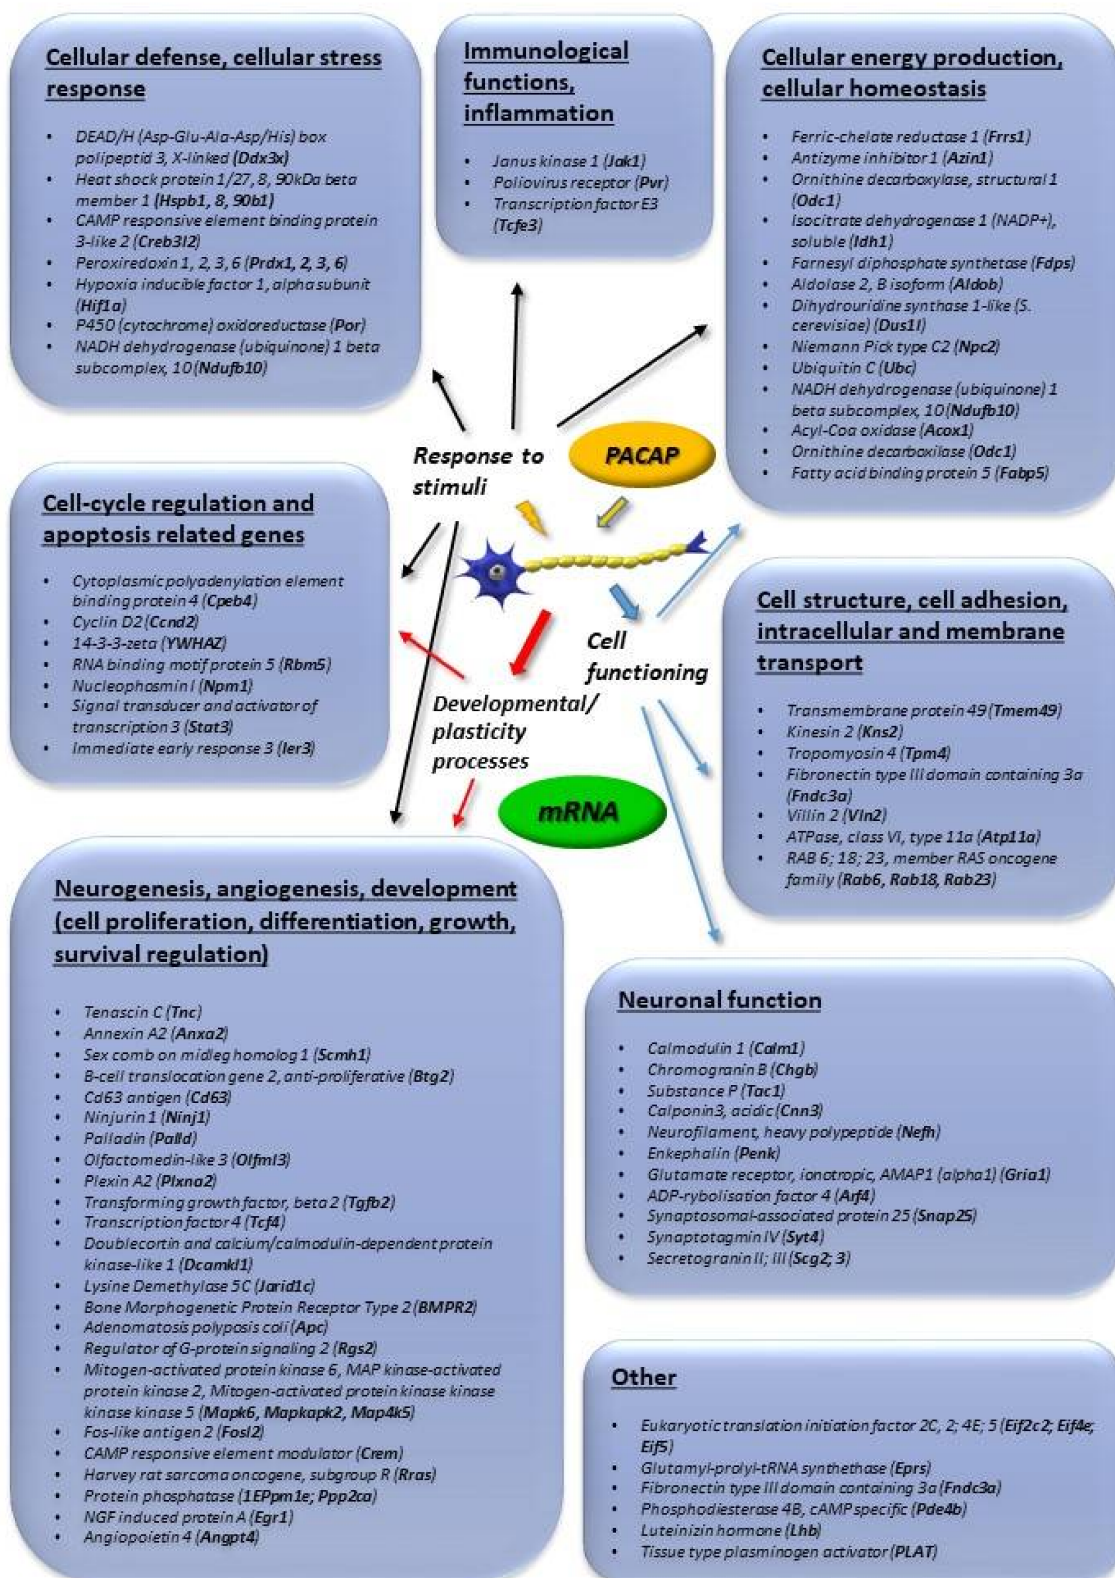 Cellular defense, cellular stress
response
• DEAD/H (Asp-Glu-Ala-Asp/His) box
polipeptid 3, X-linked (Ddx3x)
• Heat shock protein 1/27, 8, 90kDa beta
member 1 (Hspb1, 8, 90b1)
• CAMP responsive element binding protein
3-like 2 (Creb3l2)
• Peroxiredoxin 1, 2, 3, 6 (Prdx1, 2, 3, 6)
• Hypoxia inducible factor 1, alpha subunit
(Hif1a)
• P450 (cytochrome) oxidoreductase (Por)
• NADH dehydrogenase (ubiquinone) 1 beta
subcomplex, 10 (Ndufb10)
Immunological
functions,
inflammation
• Janus kinase 1 (Jak1)
• Poliovirus receptor (Pvr)
• Transcription factor E3
(Tcfe3)
Cellular energy production,
cellular homeostasis
• Ferric-chelate reductase 1 (Frrs1)
• Antizyme inhibitor 1 (Azin1)
• Ornithine decarboxylase, structural 1
(Odc1)
• Isocitrate dehydrogenase 1 (NADP+),
soluble (Idh1)
• Farnesyl diphosphate synthetase (Fdps)
• Aldolase 2, B isoform (Aldob)
• Dihydrouridine synthase 1-like (S.
cerevisiae) (Dus1l)
• Niemann Pick type C2 (Npc2)
• Ubiquitin C (Ubc)
• NADH dehydrogenase (ubiquinone) 1
beta subcomplex, 10 (Ndufb10)
• Acyl-Coa oxidase (Acox1)
• Ornithine decarboxilase (Odc1)
• Fatty acid binding protein 5 (Fabp5)
Response to
stimuli
PACAP
Cell-cycle regulation and
apoptosis related genes
• Cytoplasmic polyadenylation element
binding protein 4 (Cpeb4)
• Cyclin D2 (Ccnd2)
• 14-3-3-zeta (YWHAZ)
• RNA binding motif protein 5 (Rbm5)
• Nucleophosmin I (Npm1)
• Signal transducer and activator of
transcription 3 (Stat3)
• Immediate early response 3 (Ier3)
Cell
functioning
Developmental/
plasticity
processes
mRNA
Cell structure, cell adhesion,
intracellular and membrane
transport
• Transmembrane protein 49 (Tmem49)
• Kinesin 2 (Kns2)
• Tropomyosin 4 (Tpm4)
• Fibronectin type III domain containing 3a
(Fndc3a)
• Villin 2 (Vln2)
• ATPase, class VI, type 11a (Atp11a)
• RAB 6; 18; 23, member RAS oncogene
family (Rab6, Rab18, Rab23)
Neurogenesis, angiogenesis, development
(cell proliferation, differentiation, growth,
survival regulation)
• Tenascin C (Tnc)
• Annexin A2 (Anxa2)
• Sex comb on midleg homolog 1 (Scmh1)
• B-cell translocation gene 2, anti-proliferative (Btg2)
• Cd63 antigen (Cd63)
• Ninjurin 1 (Ninj1)
• Palladin (Palld)
• Olfactomedin-like 3 (Olfml3)
• Plexin A2 (Plxna2)
• Transforming growth factor, beta 2 (Tgfb2)
• Transcription factor 4 (Tcf4)
• Doublecortin and calcium/calmodulin-dependent protein
kinase-like 1 (Dcamkl1)
• Lysine Demethylase 5C (Jarid1c)
• Bone Morphogenetic Protein Receptor Type 2 (BMPR2)
• Adenomatosis polyposis coli (Apc)
• Regulator of G-protein signaling 2 (Rgs2)
• Mitogen-activated protein kinase 6, MAP kinase-activated
protein kinase 2, Mitogen-activated protein kinase kinase
kinase kinase 5 (Mapk6, Mapkapk2, Map4k5)
• Fos-like antigen 2 (Fosl2)
• CAMP responsive element modulator (Crem)
• Harvey rat sarcoma oncogene, subgroup R (Rras)
• Protein phosphatase (1EPpm1e; Ppp2ca)
• NGF induced protein A (Egr1)
• Angiopoietin 4 (Angpt4)
Neuronal function
• Calmodulin 1 (Calm1)
• Chromogranin B (Chgb)
• Substance P (Tac1)
• Calponin3, acidic (Cnn3)
• Neurofilament, heavy polypeptide (Nefh)
• Enkephalin (Penk)
• Glutamate receptor, ionotropic, AMAP1 (alpha1) (Gria1)
• ADP-rybolisation factor 4 (Arf4)
• Synaptosomal-associated protein 25 (Snap25)
• Synaptotagmin IV (Syt4)
• Secretogranin II; III (Scg2; 3)
Other
• Eukaryotic translation initiation factor 2C, 2; 4E; 5 (Eif2c2; Eif4e;
Eif5)
• Glutamyl-prolyl-tRNA synthethase (Eprs)
• Fibronectin type III domain containing 3a (Fndc3a)
• Phosphodiesterase 4B, cAMP specific (Pde4b)
• Luteinizin hormone (Lhb)
• Tissue type plasminogen activator (PLAT)